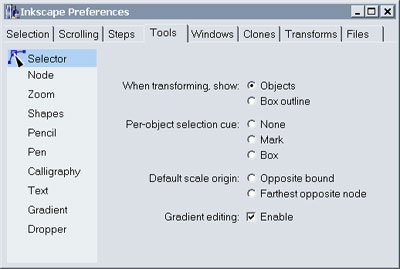 Inkscape Preferences
Selection Scrolling Steps Tools Windows Clones Transforms Files
Selector
Node
Zoom
Shapes
Pencil
Pen
Calligraphy
Text
Gradient
Dropper
When transforming, show: Objects
Box outline
Per-object selection cue: None
Mark
Box
Default scale origin: Opposite bound
Farthest opposite node
Gradient editing: Enable